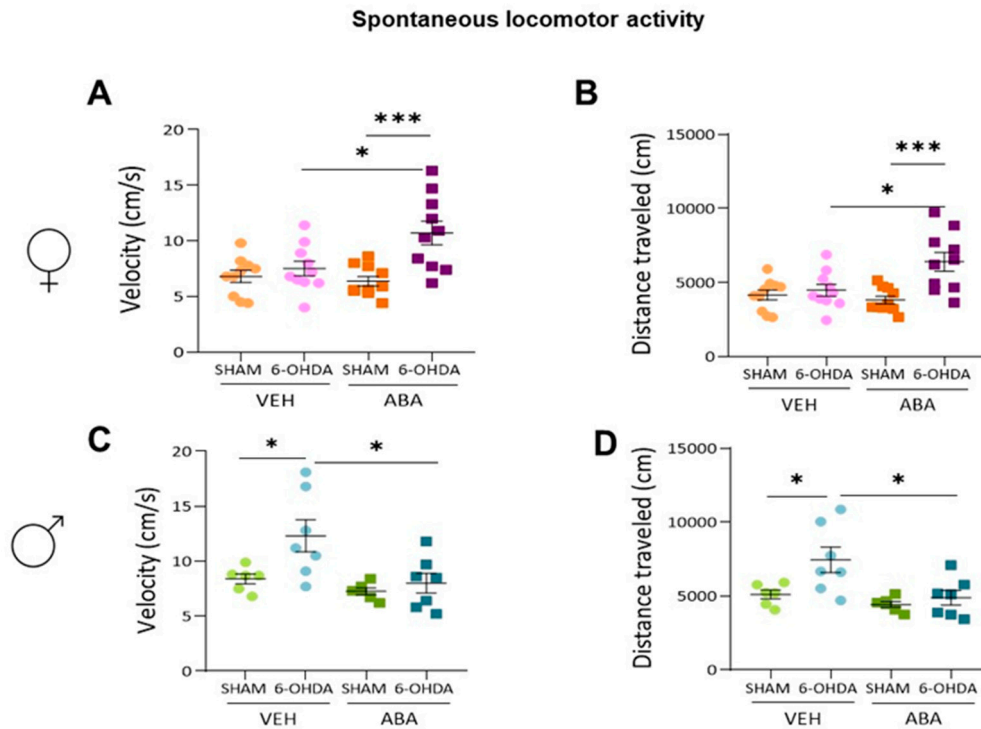 Spontaneous locomotor activity
A
Velocity (cm/s)
20
15
10
5
0
***
*
SHAM 6-OHDA SHAM 6-OHDA
VEH ABA
B
Distance traveled (cm)
15000
10000
5000
0
***
*
SHAM 6-OHDA SHAM 6-OHDA
VEH ABA
C
Velocity (cm/s)
20
15
10
5
0
* *
SHAM 6-OHDA SHAM 6-OHDA
VEH ABA
D
Distance traveled (cm)
15000
10000
5000
0
* *
SHAM 6-OHDA SHAM 6-OHDA
VEH ABA